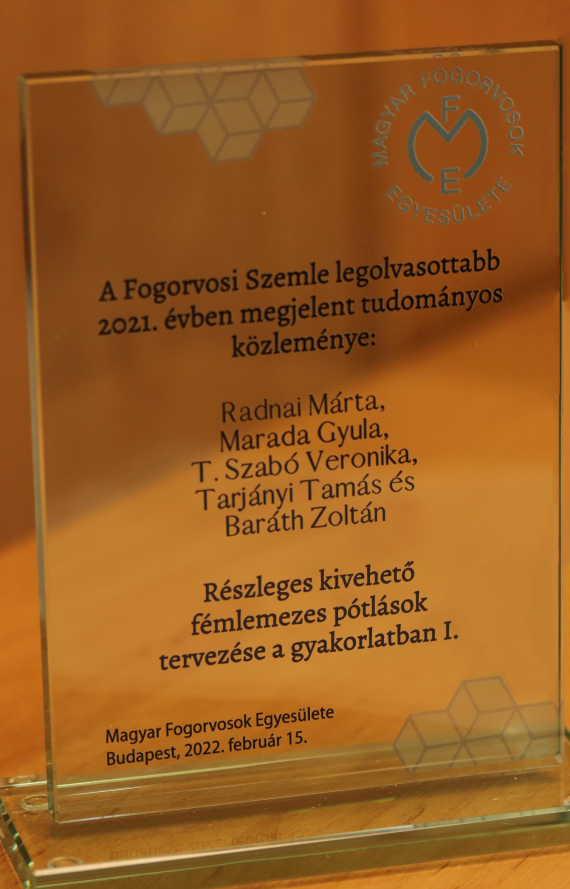 MAGYAR FOGORVOSOK
EGYESÜLETE
F
M
E
A Fogorvosi Szemle legolvasottabb
2021. évben megjelent tudományos
közleménye:
Radnai Márta,
Marada Gyula,
T. Szabó Veronika,
Tarjányi Tamás és
Baráth Zoltán
Részleges kivehető
fémlemezes pótlások
tervezése a gyakorlatban I.
Magyar Fogorvosok Egyesülete
Budapest, 2022. február 15.